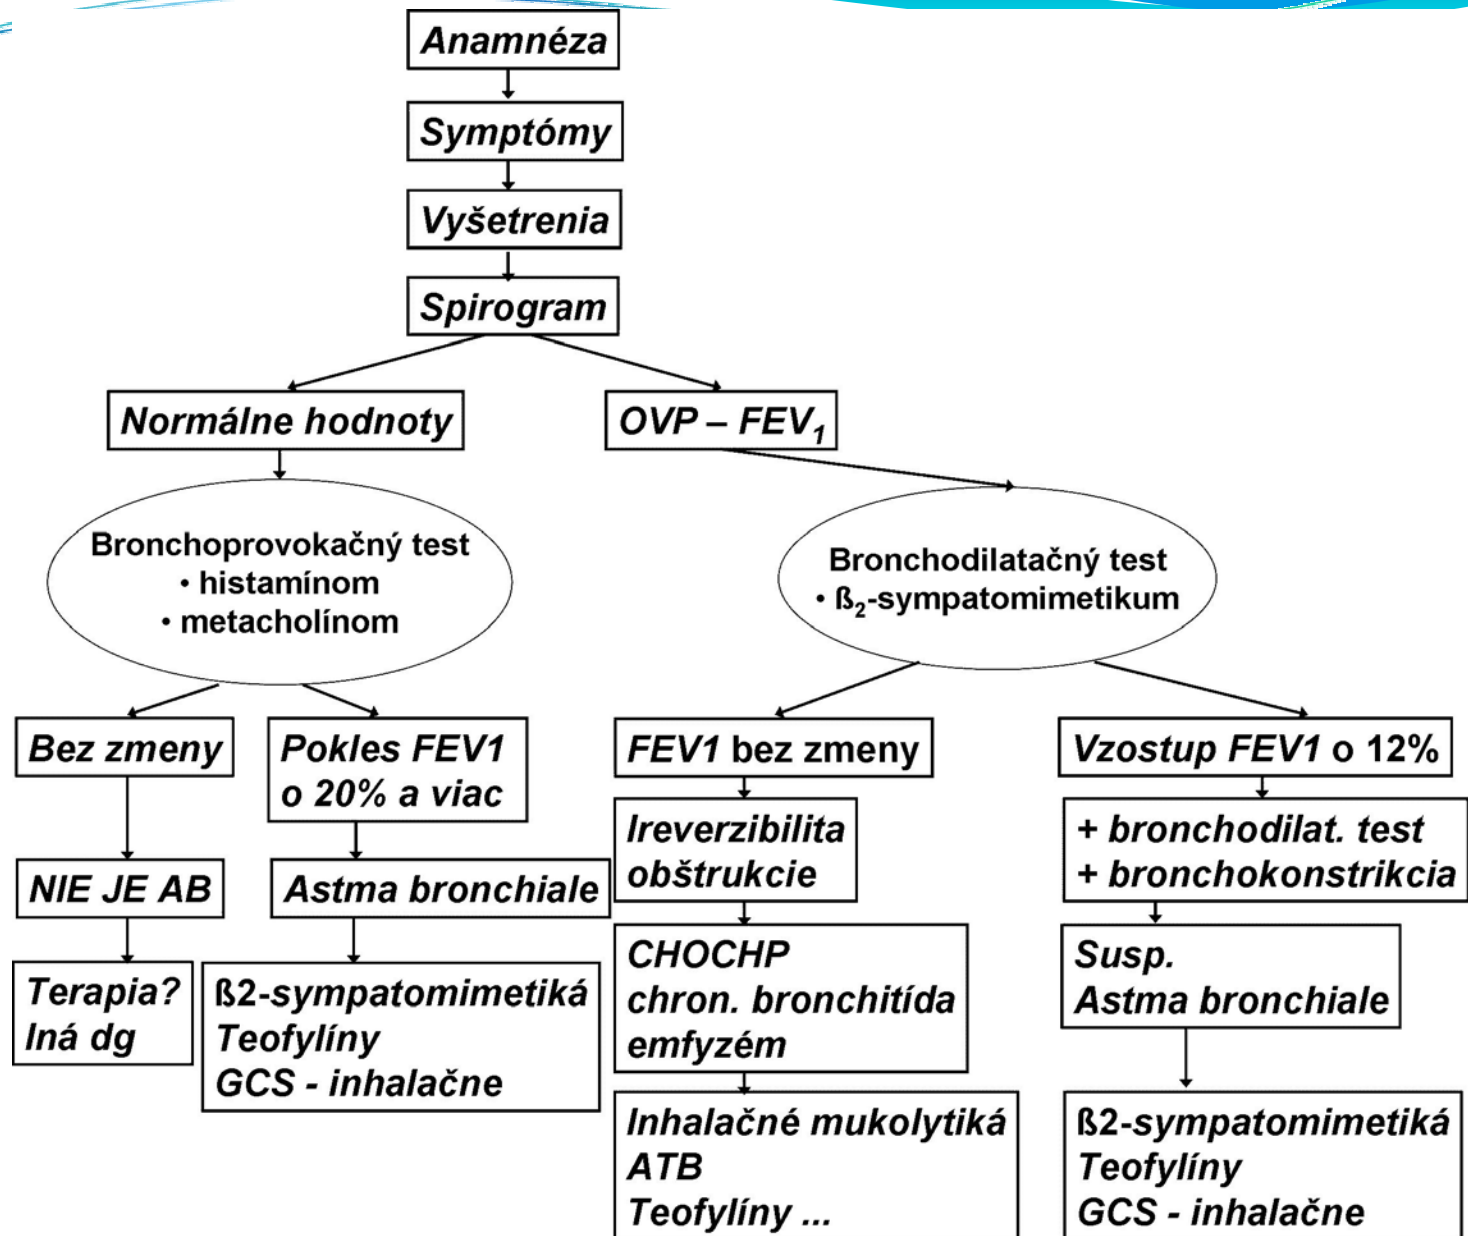 Anamnéza
Symptómy
Vyšetrenia
Spirogram
Normálne hodnoty
OVP – FEV₁
Bronchoprovokačný test
• histamínom
• metacholínom
Bronchodilatačný test
• ß₂-sympatomimetikum
Bez zmeny
Pokles FEV1
o 20% a viac
FEV1 bez zmeny
Vzostup FEV1 o 12%
NIE JE AB
Astma bronchiale
Ireverzibilita
obštrukcie
+ bronchodilat. test
+ bronchokonstrikcia
Terapia?
Iná dg
ß2-sympatomimetiká
Teofylíny
GCS - inhalačne
CHOCHP
chron. bronchitída
emfyzém
Susp.
Astma bronchiale
Inhalačné mukolytiká
ATB
Teofylíny ...
ß2-sympatomimetiká
Teofylíny
GCS - inhalačne